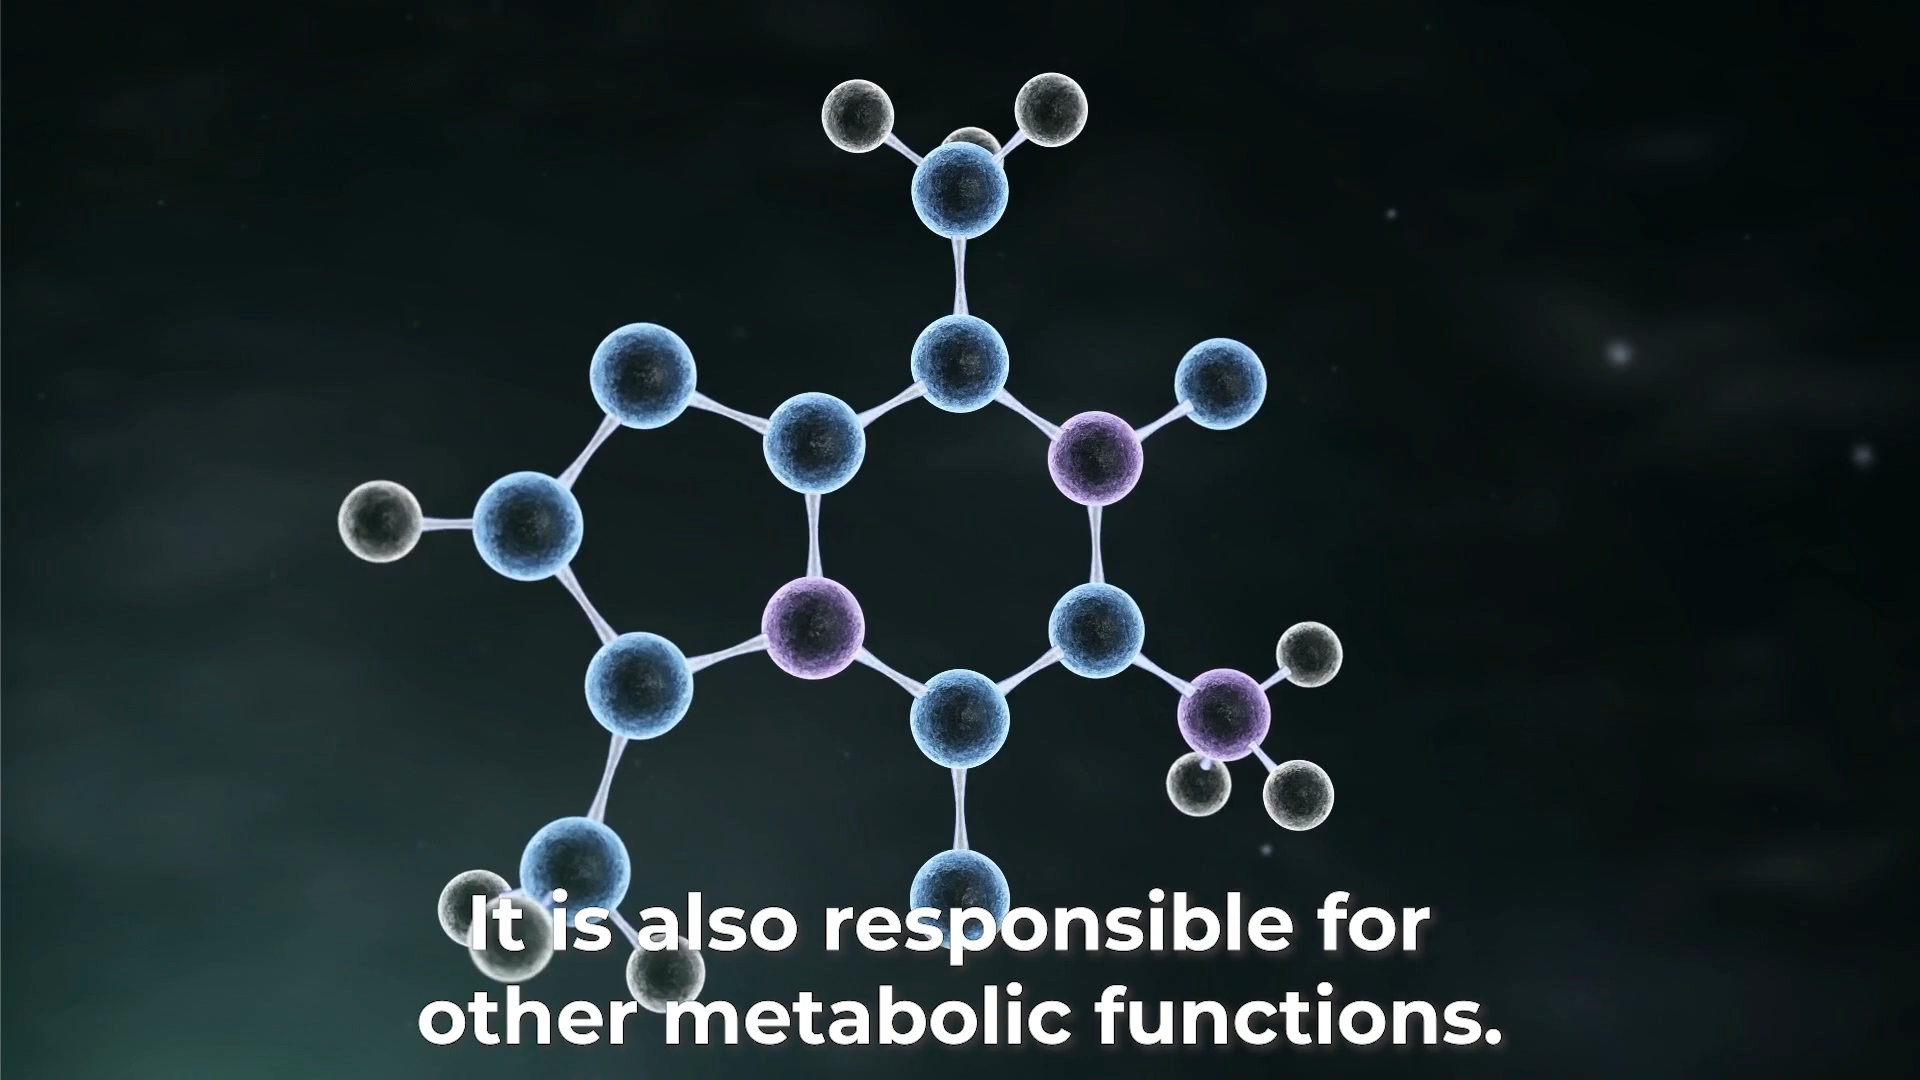 It is also responsible for
other metabolic functions.